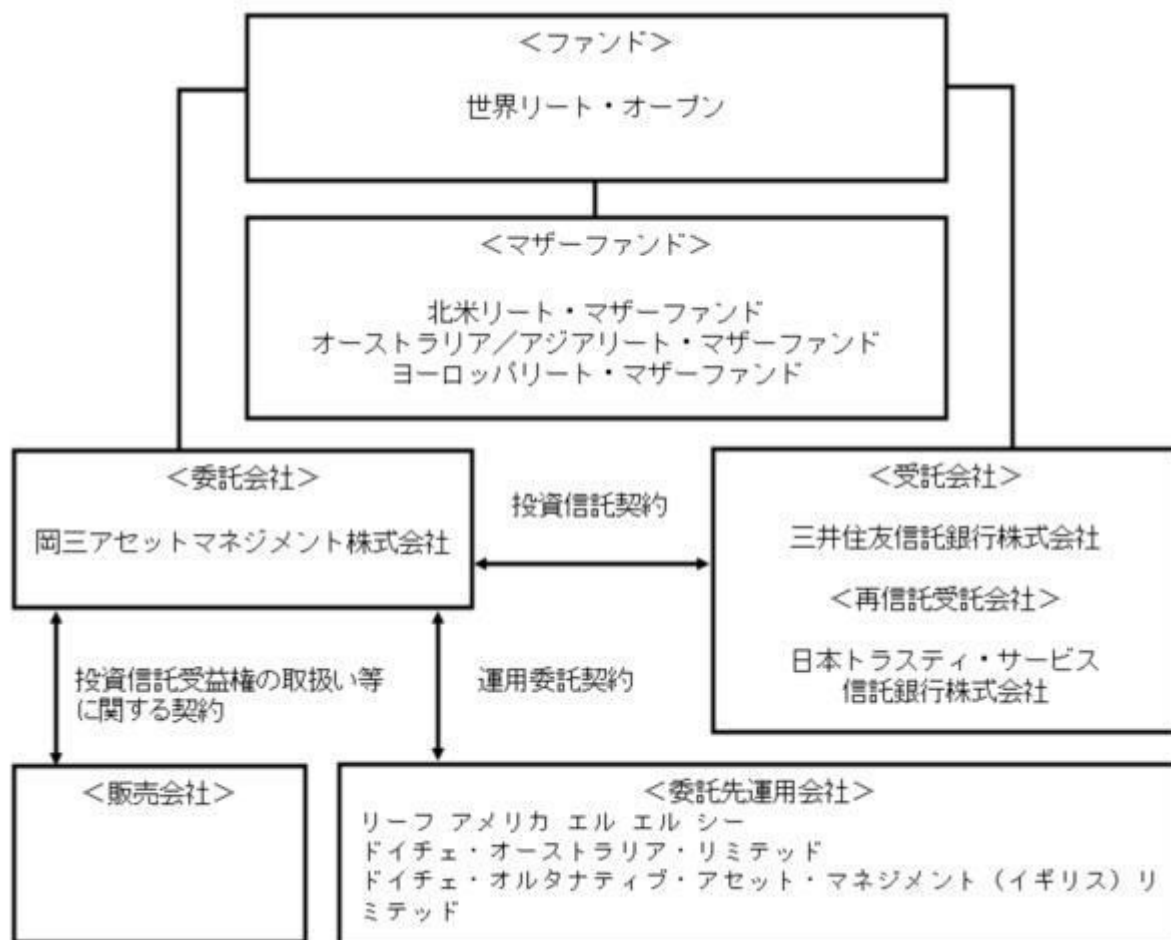 ＜ファンド＞
世界リート・オープン
＜マザーファンド＞
北米リート・マザーファンド
オーストラリア／アジアリート・マザーファンド
ヨーロッパリート・マザーファンド
＜委託会社＞
岡三アセットマネジメント株式会社
投資信託契約
＜受託会社＞
三井住友信託銀行株式会社
＜再信託受託会社＞
日本トラスティ・サービス
信託銀行株式会社
投資信託受益権の取扱い等
に関する契約
運用委託契約
＜販売会社＞
＜委託先運用会社＞
リーフ アメリカ エル エル シー
ドイチェ・オーストラリア・リミテッド
ドイチェ・オルタナティブ・アセット・マネジメント（イギリス）リ
ミテッド